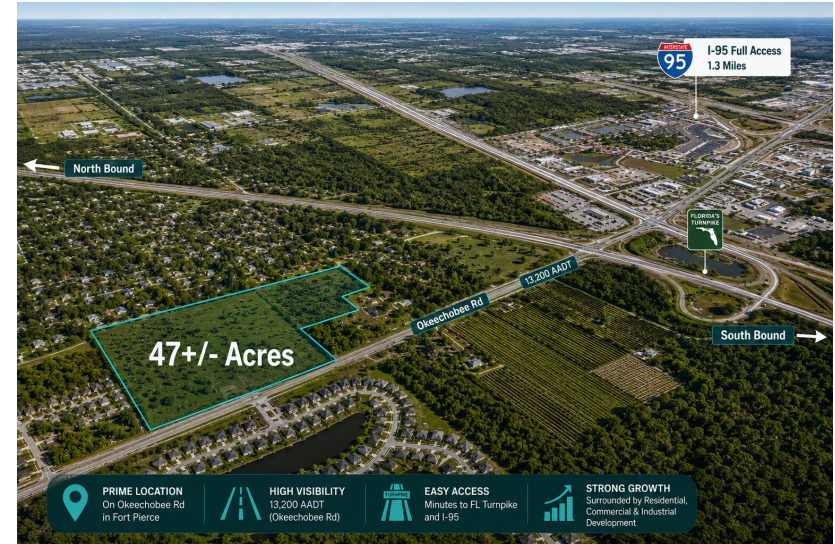 INTERSTATE
95
I-95 Full Access
1.3 Miles
North Bound
FLORIDA'S
TURNPIKE
13,200 AADT
Okeechobee Rd
South Bound
47+/- Acres
PRIME LOCATION
On Okeechobee Rd
in Fort Pierce
HIGH VISIBILITY
13,200 AADT
(Okeechobee Rd)
TURNPIKE
EASY ACCESS
Minutes to FL Turnpike
and I-95
STRONG GROWTH
Surrounded by Residential,
Commercial & Industrial
Development